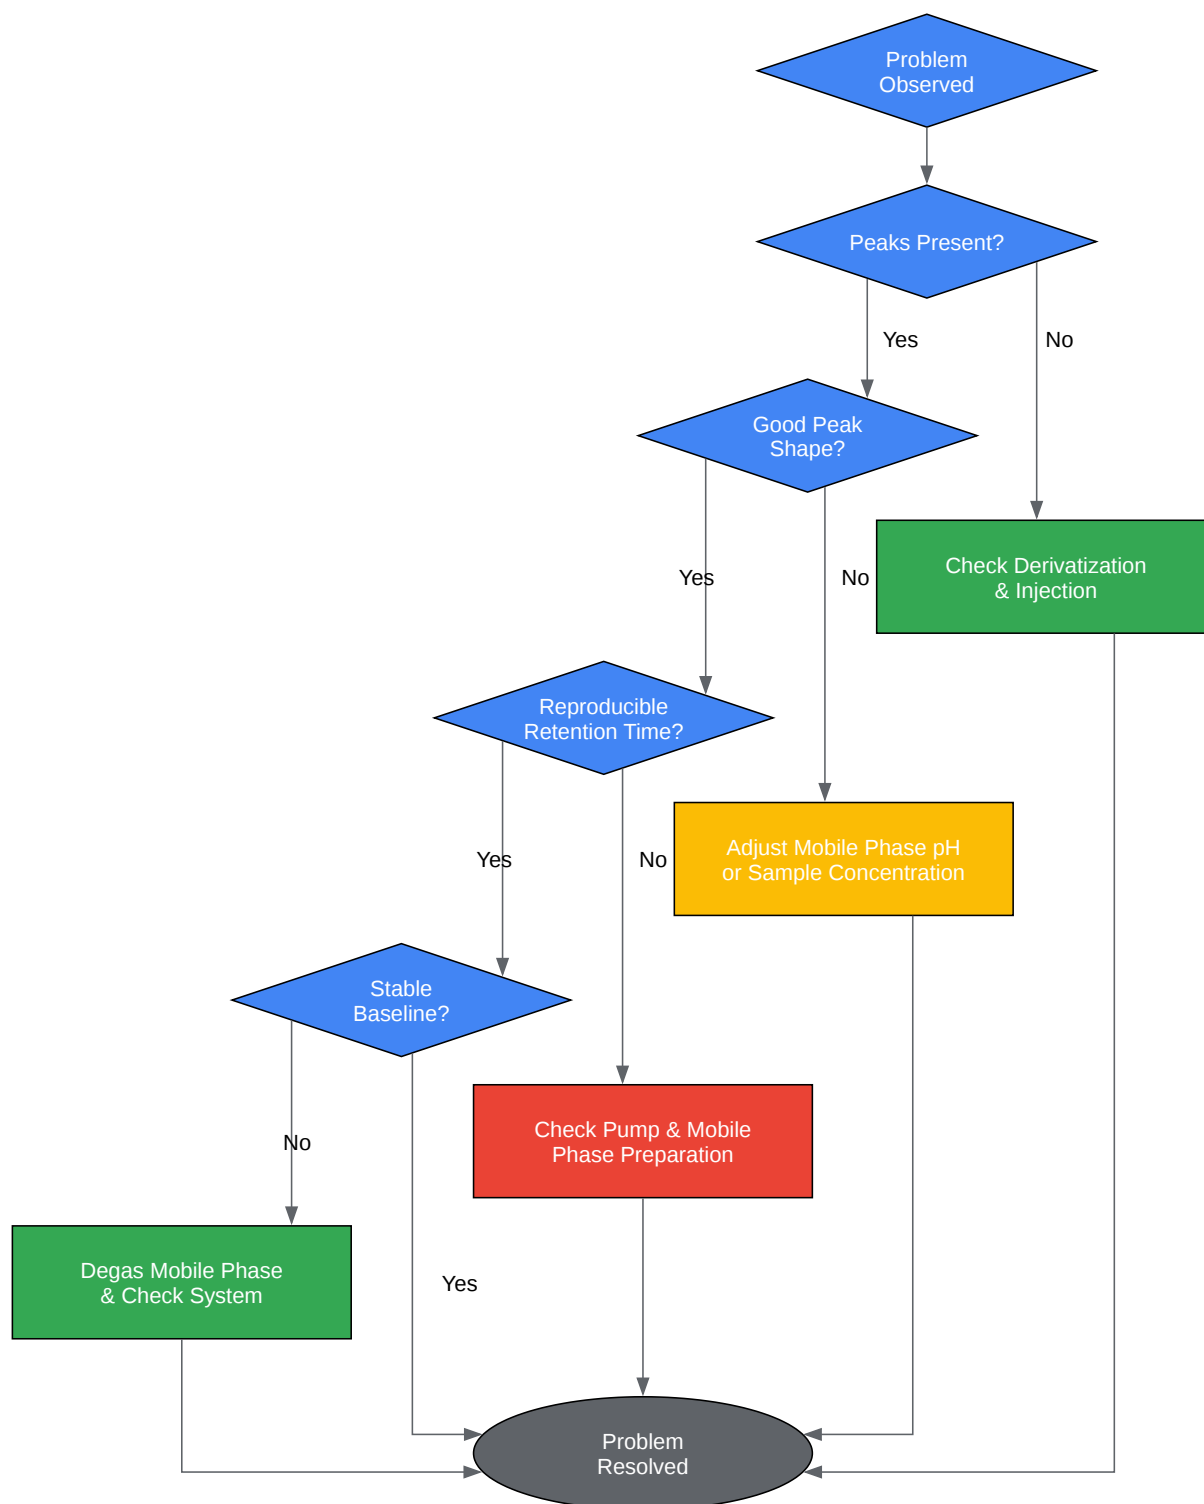 Problem
Observed
Peaks Present?
Yes
No
Good Peak
Shape?
Check Derivatization
& Injection
Yes
No
Reproducible
Retention Time?
Adjust Mobile Phase pH
or Sample Concentration
Yes
No
Stable
Baseline?
Check Pump & Mobile
Phase Preparation
No
Degas Mobile Phase
& Check System
Yes
Problem
Resolved